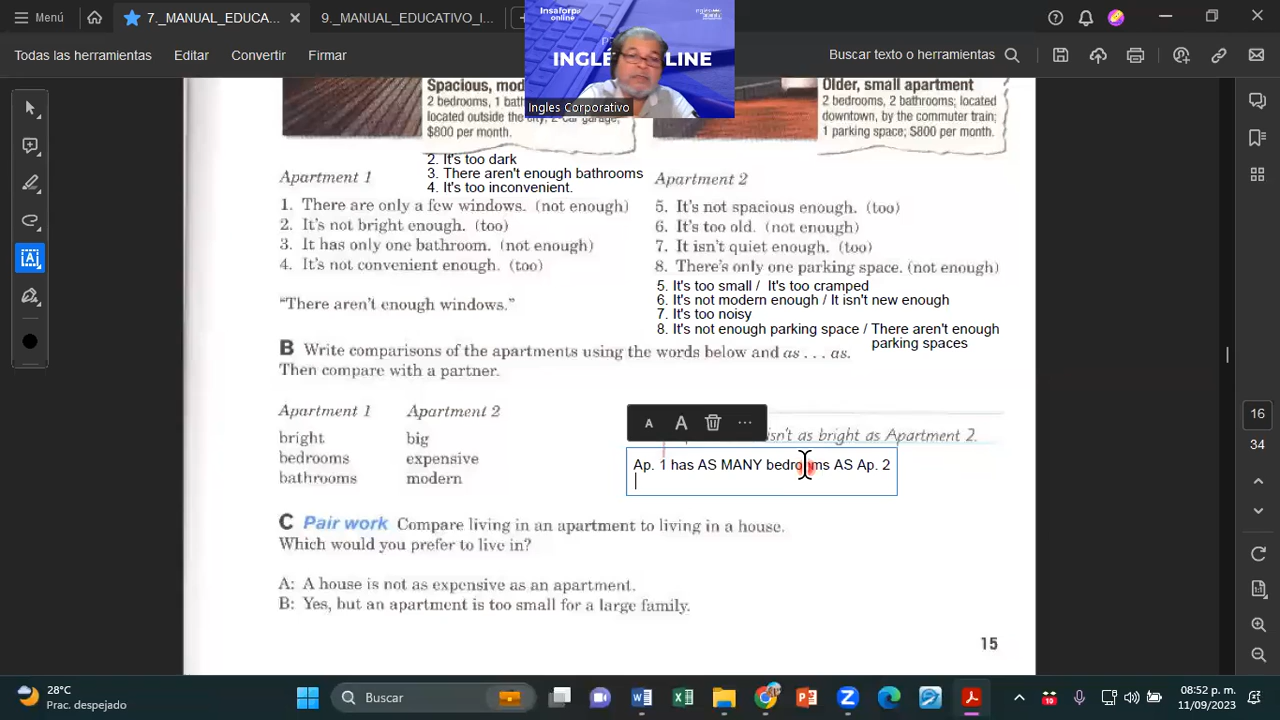 7._MANUAL_EDUCA...
9._MANUAL_EDUCATIVO_I...
Insaforp
online
INGLÉ
LINE
Ingles Corporativo
Menú
Todas las herramientas
Editar
Convertir
Firmar
Buscar texto o herramientas
Spacious, mod
2 bedrooms, 1 bath
located outside the city; 2-car garage;
$800 per month.
Older, small apartment
2 bedrooms, 2 bathrooms; located
downtown, by the commuter train;
1 parking space; $800 per month.
2. It's too dark
3. There aren't enough bathrooms
4. It's too inconvenient.
Apartment 1
1. There are only a few windows. (not enough)
2. It's not bright enough. (too)
3. It has only one bathroom. (not enough)
4. It's not convenient enough. (too)
"There aren't enough windows."
Apartment 2
5. It's not spacious enough. (too)
6. It's too old. (not enough)
7. It isn't quiet enough. (too)
8. There's only one parking space. (not enough)
5. It's too small / It's too cramped
6. It's not modern enough / It isn't new enough
7. It's too noisy
8. It's not enough parking space / There aren't enough
parking spaces
B Write comparisons of the apartments using the words below and as . . . as.
Then compare with a partner.
Apartment 1 Apartment 2
bright big
bedrooms expensive
bathrooms modern
A A ...
isn't as bright as Apartment 2.
Ap. 1 has AS MANY bedrooms AS Ap. 2
C Pair work Compare living in an apartment to living in a house.
Which would you prefer to live in?
A: A house is not as expensive as an apartment.
B: Yes, but an apartment is too small for a large family.
15
16
34
28°C
Prc despejado
Buscar
10
08:52 p. m.
11/09/2023